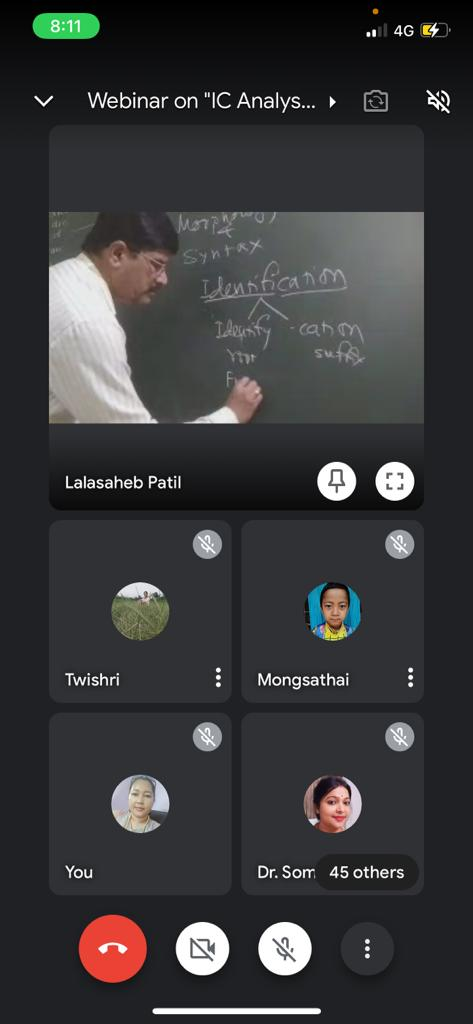 8:11
4G
Webinar on "IC Analys...
Morphology
&
Syntax
Identification
Identify -cation
root suffix
F
Lalasaheb Patil
Twishri
Mongsathai
You
Dr. Som
45 others